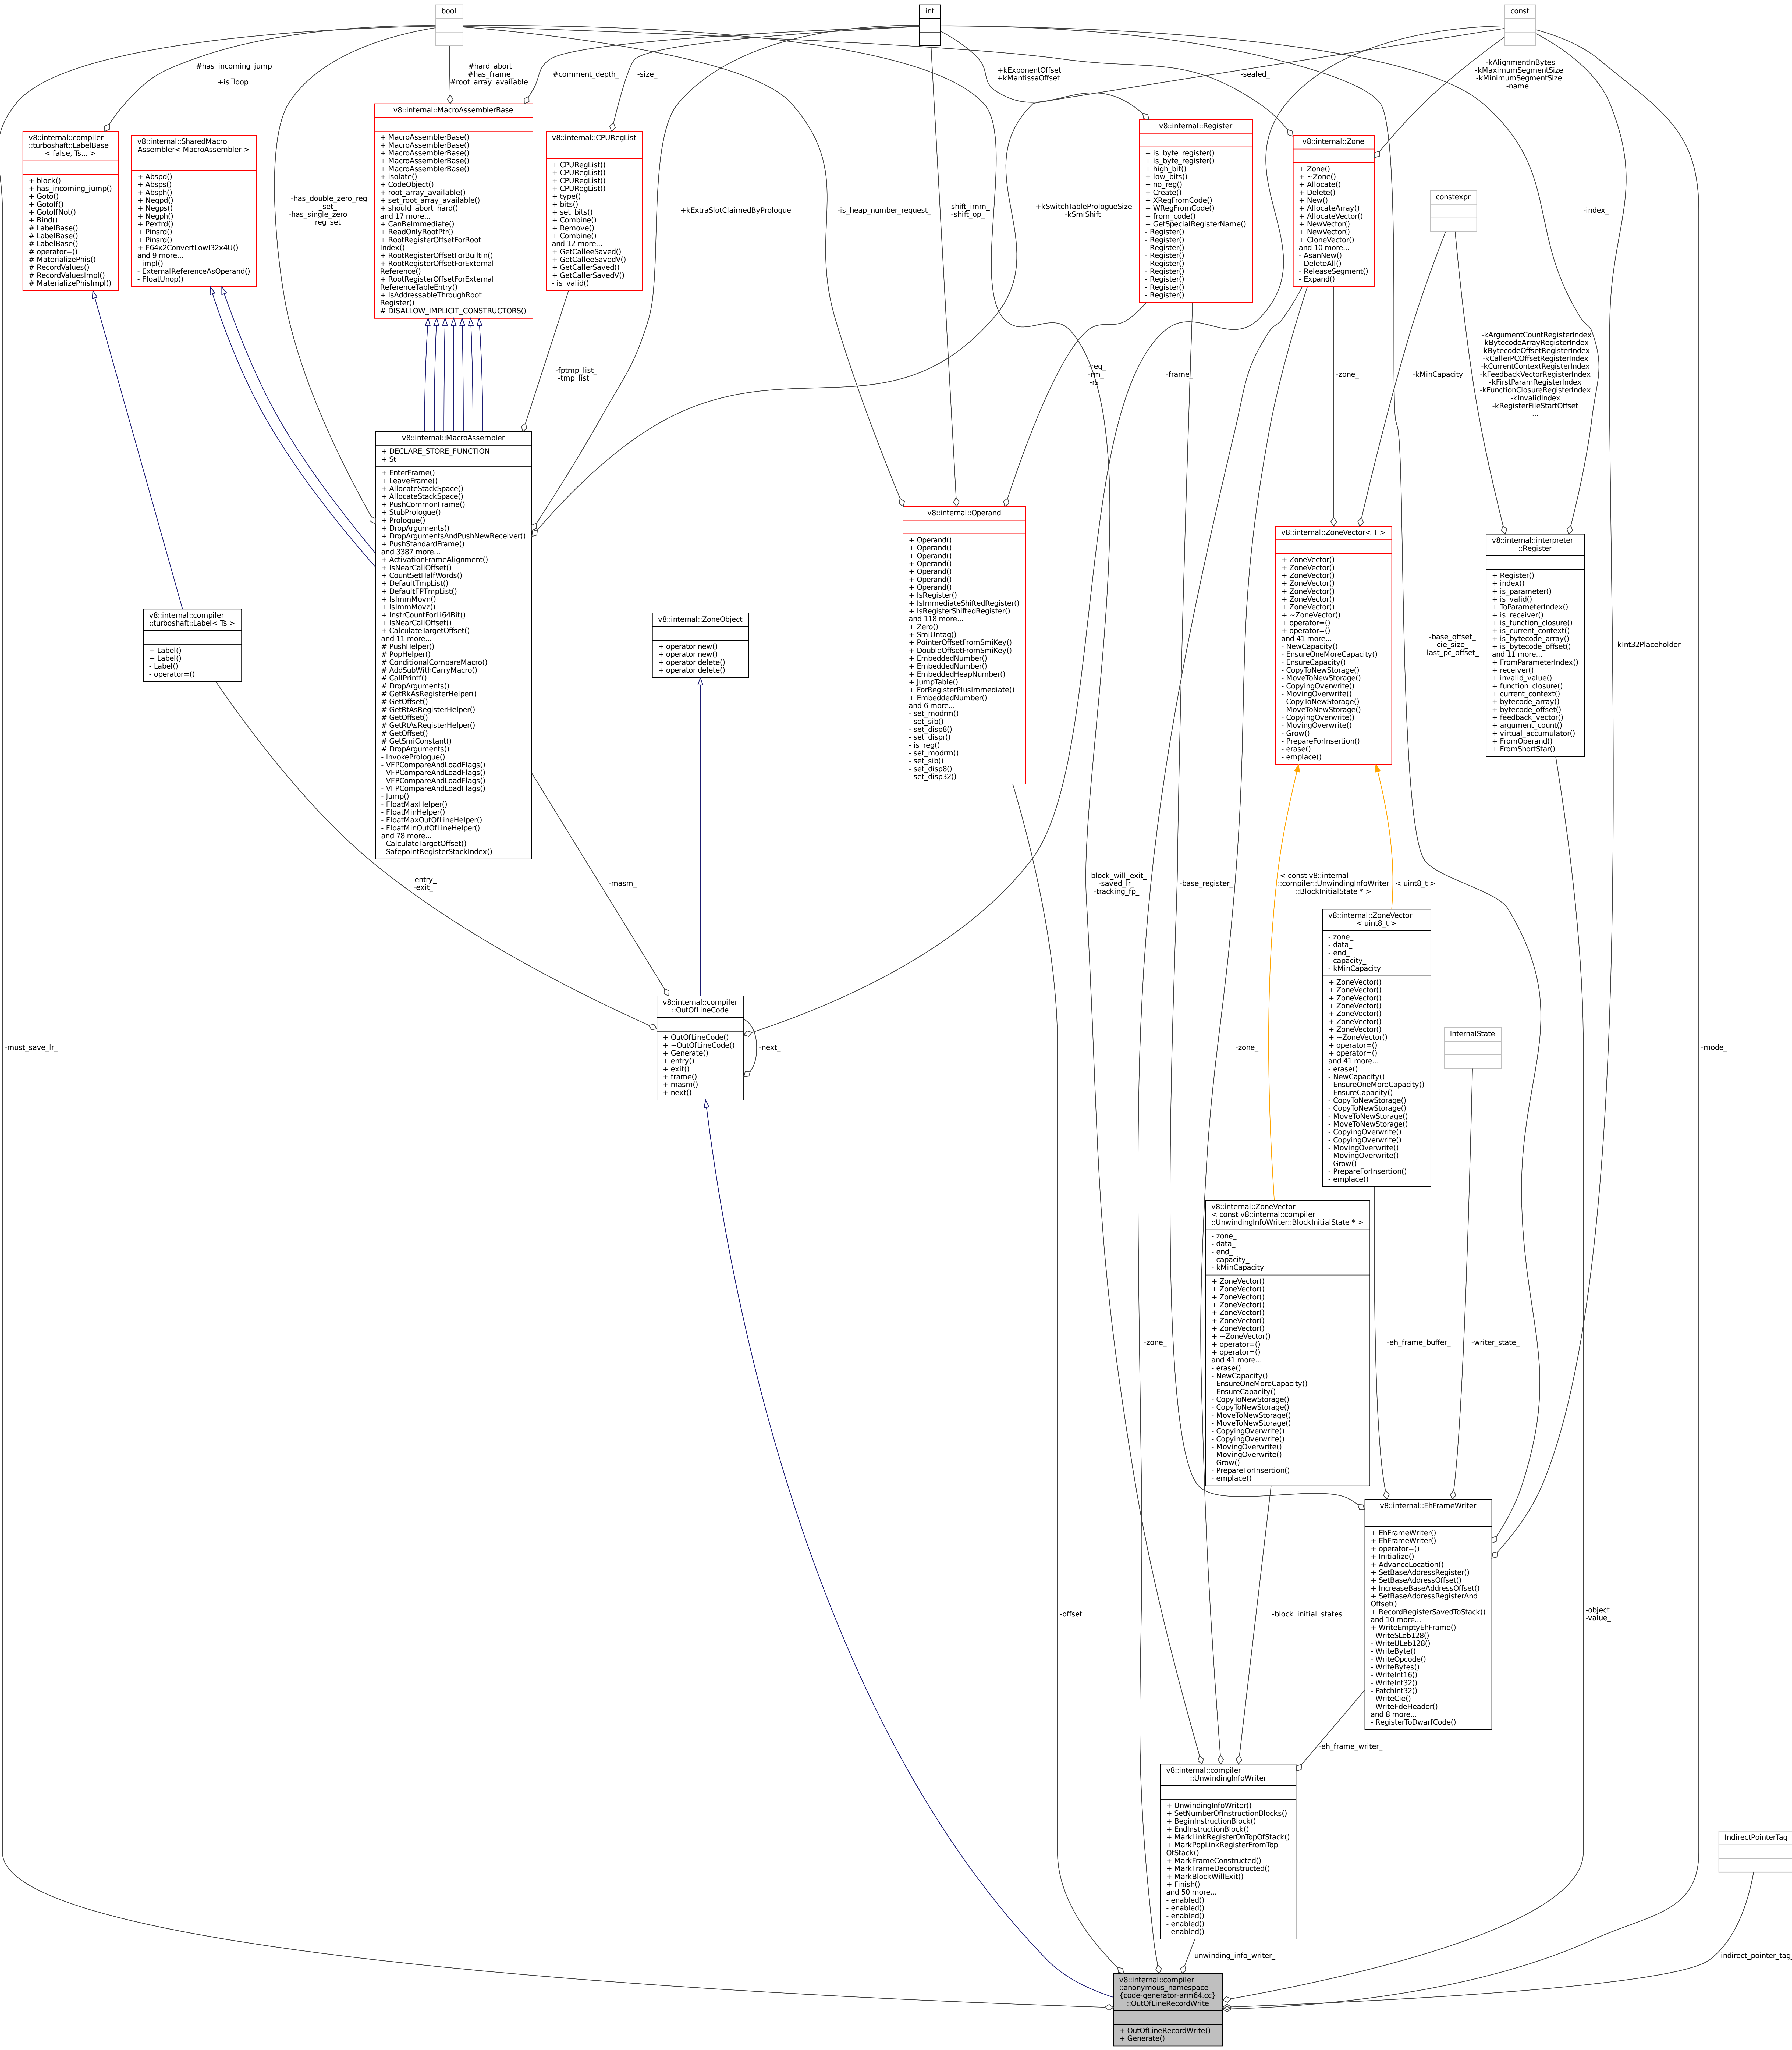 bool
int
const
#has_incoming_jump
+is_loop
#hard_abort_
#has_frame_
#root_array_available_
#comment_depth_
-size_
+kExponentOffset
+kMantissaOffset
-sealed_
-kAlignmentInBytes
-kMaximumSegmentSize
-kMinimumSegmentSize
-name_
v8::internal::compiler
::turboshaft::LabelBase
< false, Ts... >
+ block()
+ has_incoming_jump()
+ Goto()
+ GotoIf()
+ GotoIfNot()
+ Bind()
# LabelBase()
# LabelBase()
# LabelBase()
# operator=()
# MaterializePhis()
# RecordValues()
# RecordValuesImpl()
# MaterializePhisImpl()
v8::internal::SharedMacro
Assembler< MacroAssembler >
+ Abspd()
+ Absps()
+ Absph()
+ Negpd()
+ Negps()
+ Negph()
+ Pextrd()
+ Pinsrd()
+ Pinsrd()
+ F64x2ConvertLowI32x4U()
and 9 more...
- impl()
- ExternalReferenceAsOperand()
- FloatUnop()
-has_double_zero_reg
_set_
-has_single_zero
_reg_set_
v8::internal::MacroAssemblerBase
+ MacroAssemblerBase()
+ MacroAssemblerBase()
+ MacroAssemblerBase()
+ MacroAssemblerBase()
+ MacroAssemblerBase()
+ isolate()
+ CodeObject()
+ root_array_available()
+ set_root_array_available()
+ should_abort_hard()
and 17 more...
+ CanBeImmediate()
+ ReadOnlyRootPtr()
+ RootRegisterOffsetForRoot
Index()
+ RootRegisterOffsetForBuiltin()
+ RootRegisterOffsetForExternal
Reference()
+ RootRegisterOffsetForExternal
ReferenceTableEntry()
+ IsAddressableThroughRoot
Register()
# DISALLOW_IMPLICIT_CONSTRUCTORS()
v8::internal::CPURegList
+ CPURegList()
+ CPURegList()
+ CPURegList()
+ CPURegList()
+ type()
+ bits()
+ set_bits()
+ Combine()
+ Remove()
+ Combine()
and 12 more...
+ GetCalleeSaved()
+ GetCalleeSavedV()
+ GetCallerSaved()
+ GetCallerSavedV()
- is_valid()
+kExtraSlotClaimedByPrologue
-is_heap_number_request_
-shift_imm_
-shift_op_
+kSwitchTablePrologueSize
-kSmiShift
v8::internal::Register
+ is_byte_register()
+ is_byte_register()
+ high_bit()
+ low_bits()
+ no_reg()
+ Create()
+ XRegFromCode()
+ WRegFromCode()
+ from_code()
+ GetSpecialRegisterName()
- Register()
- Register()
- Register()
- Register()
- Register()
- Register()
- Register()
- Register()
- Register()
v8::internal::Zone
+ Zone()
+ ~Zone()
+ Allocate()
+ Delete()
+ New()
+ AllocateArray()
+ AllocateVector()
+ NewVector()
+ NewVector()
+ CloneVector()
and 10 more...
- AsanNew()
- DeleteAll()
- ReleaseSegment()
- Expand()
constexpr
-index_
-fptmp_list_
-tmp_list_
-reg_
-rm_
-rs_
-frame_
-zone_
-kMinCapacity
-kArgumentCountRegisterIndex
-kBytecodeArrayRegisterIndex
-kBytecodeOffsetRegisterIndex
-kCallerPCOffsetRegisterIndex
-kCurrentContextRegisterIndex
-kFeedbackVectorRegisterIndex
-kFirstParamRegisterIndex
-kFunctionClosureRegisterIndex
-kInvalidIndex
-kRegisterFileStartOffset
...
v8::internal::MacroAssembler
+ DECLARE_STORE_FUNCTION
+ St
+ EnterFrame()
+ LeaveFrame()
+ AllocateStackSpace()
+ AllocateStackSpace()
+ PushCommonFrame()
+ StubPrologue()
+ Prologue()
+ DropArguments()
+ DropArgumentsAndPushNewReceiver()
+ PushStandardFrame()
and 3387 more...
+ ActivationFrameAlignment()
+ IsNearCallOffset()
+ CountSetHalfWords()
+ DefaultTmpList()
+ DefaultFPTmpList()
+ IsImmMovn()
+ IsImmMovz()
+ InstrCountForLi64Bit()
+ IsNearCallOffset()
+ CalculateTargetOffset()
and 11 more...
# PushHelper()
# PopHelper()
# ConditionalCompareMacro()
# AddSubWithCarryMacro()
# CallPrintf()
# DropArguments()
# GetRkAsRegisterHelper()
# GetOffset()
# GetRtAsRegisterHelper()
# GetOffset()
# GetRtAsRegisterHelper()
# GetOffset()
# GetSmiConstant()
# DropArguments()
- InvokePrologue()
- VFPCompareAndLoadFlags()
- VFPCompareAndLoadFlags()
- VFPCompareAndLoadFlags()
- VFPCompareAndLoadFlags()
- Jump()
- FloatMaxHelper()
- FloatMinHelper()
- FloatMaxOutOfLineHelper()
- FloatMinOutOfLineHelper()
and 78 more...
- CalculateTargetOffset()
- SafepointRegisterStackIndex()
v8::internal::Operand
+ Operand()
+ Operand()
+ Operand()
+ Operand()
+ Operand()
+ Operand()
+ Operand()
+ IsRegister()
+ IsImmediateShiftedRegister()
+ IsRegisterShiftedRegister()
and 118 more...
+ Zero()
+ SmiUntag()
+ PointerOffsetFromSmiKey()
+ DoubleOffsetFromSmiKey()
+ EmbeddedNumber()
+ EmbeddedNumber()
+ EmbeddedHeapNumber()
+ JumpTable()
+ ForRegisterPlusImmediate()
+ EmbeddedNumber()
and 6 more...
- set_modrm()
- set_sib()
- set_disp8()
- set_dispr()
- is_reg()
- set_modrm()
- set_sib()
- set_disp8()
- set_disp32()
v8::internal::ZoneVector< T >
+ ZoneVector()
+ ZoneVector()
+ ZoneVector()
+ ZoneVector()
+ ZoneVector()
+ ZoneVector()
+ ZoneVector()
+ ~ZoneVector()
+ operator=()
+ operator=()
and 41 more...
- NewCapacity()
- EnsureOneMoreCapacity()
- EnsureCapacity()
- CopyToNewStorage()
- MoveToNewStorage()
- CopyingOverwrite()
- MovingOverwrite()
- CopyToNewStorage()
- MoveToNewStorage()
- CopyingOverwrite()
- MovingOverwrite()
- Grow()
- PrepareForInsertion()
- erase()
- emplace()
v8::internal::interpreter
::Register
+ Register()
+ index()
+ is_parameter()
+ is_valid()
+ ToParameterIndex()
+ is_receiver()
+ is_function_closure()
+ is_current_context()
+ is_bytecode_array()
+ is_bytecode_offset()
and 11 more...
+ FromParameterIndex()
+ receiver()
+ invalid_value()
+ function_closure()
+ current_context()
+ bytecode_array()
+ bytecode_offset()
+ feedback_vector()
+ argument_count()
+ virtual_accumulator()
+ FromOperand()
+ FromShortStar()
v8::internal::compiler
::turboshaft::Label< Ts >
+ Label()
+ Label()
- Label()
- operator=()
v8::internal::ZoneObject
+ operator new()
+ operator new()
+ operator delete()
+ operator delete()
-base_offset_
-cie_size_
-last_pc_offset_
-kInt32Placeholder
-entry_
-exit_
-masm_
-block_will_exit_
-saved_lr_
-tracking_fp_
-base_register_
< const v8::internal
::compiler::UnwindingInfoWriter
::BlockInitialState * >
< uint8_t >
v8::internal::ZoneVector
< uint8_t >
- zone_
- data_
- end_
- capacity_
- kMinCapacity
+ ZoneVector()
+ ZoneVector()
+ ZoneVector()
+ ZoneVector()
+ ZoneVector()
+ ZoneVector()
+ ZoneVector()
+ ~ZoneVector()
+ operator=()
+ operator=()
and 41 more...
- erase()
- NewCapacity()
- EnsureOneMoreCapacity()
- EnsureCapacity()
- CopyToNewStorage()
- CopyToNewStorage()
- MoveToNewStorage()
- MoveToNewStorage()
- CopyingOverwrite()
- CopyingOverwrite()
- MovingOverwrite()
- MovingOverwrite()
- Grow()
- PrepareForInsertion()
- emplace()
v8::internal::compiler
::OutOfLineCode
+ OutOfLineCode()
+ ~OutOfLineCode()
+ Generate()
+ entry()
+ exit()
+ frame()
+ masm()
+ next()
-next_
InternalState
-must_save_lr_
-zone_
-mode_
v8::internal::ZoneVector
< const v8::internal::compiler
::UnwindingInfoWriter::BlockInitialState * >
- zone_
- data_
- end_
- capacity_
- kMinCapacity
+ ZoneVector()
+ ZoneVector()
+ ZoneVector()
+ ZoneVector()
+ ZoneVector()
+ ZoneVector()
+ ZoneVector()
+ ~ZoneVector()
+ operator=()
+ operator=()
and 41 more...
- erase()
- NewCapacity()
- EnsureOneMoreCapacity()
- EnsureCapacity()
- CopyToNewStorage()
- CopyToNewStorage()
- MoveToNewStorage()
- MoveToNewStorage()
- CopyingOverwrite()
- CopyingOverwrite()
- MovingOverwrite()
- MovingOverwrite()
- Grow()
- PrepareForInsertion()
- emplace()
-zone_
-eh_frame_buffer_
-writer_state_
v8::internal::EhFrameWriter
+ EhFrameWriter()
+ EhFrameWriter()
+ operator=()
+ Initialize()
+ AdvanceLocation()
+ SetBaseAddressRegister()
+ SetBaseAddressOffset()
+ IncreaseBaseAddressOffset()
+ SetBaseAddressRegisterAnd
Offset()
+ RecordRegisterSavedToStack()
and 10 more...
+ WriteEmptyEhFrame()
- WriteSLeb128()
- WriteULeb128()
- WriteByte()
- WriteOpcode()
- WriteBytes()
- WriteInt16()
- WriteInt32()
- PatchInt32()
- WriteCie()
- WriteFdeHeader()
and 8 more...
- RegisterToDwarfCode()
-offset_
-block_initial_states_
-object_
-value_
-eh_frame_writer_
v8::internal::compiler
::UnwindingInfoWriter
+ UnwindingInfoWriter()
+ SetNumberOfInstructionBlocks()
+ BeginInstructionBlock()
+ EndInstructionBlock()
+ MarkLinkRegisterOnTopOfStack()
+ MarkPopLinkRegisterFromTop
OfStack()
+ MarkFrameConstructed()
+ MarkFrameDeconstructed()
+ MarkBlockWillExit()
+ Finish()
and 50 more...
- enabled()
- enabled()
- enabled()
- enabled()
- enabled()
IndirectPointerTag
-unwinding_info_writer_
-indirect_pointer_tag_
v8::internal::compiler
::anonymous_namespace
{code-generator-arm64.cc}
::OutOfLineRecordWrite
+ OutOfLineRecordWrite()
+ Generate()